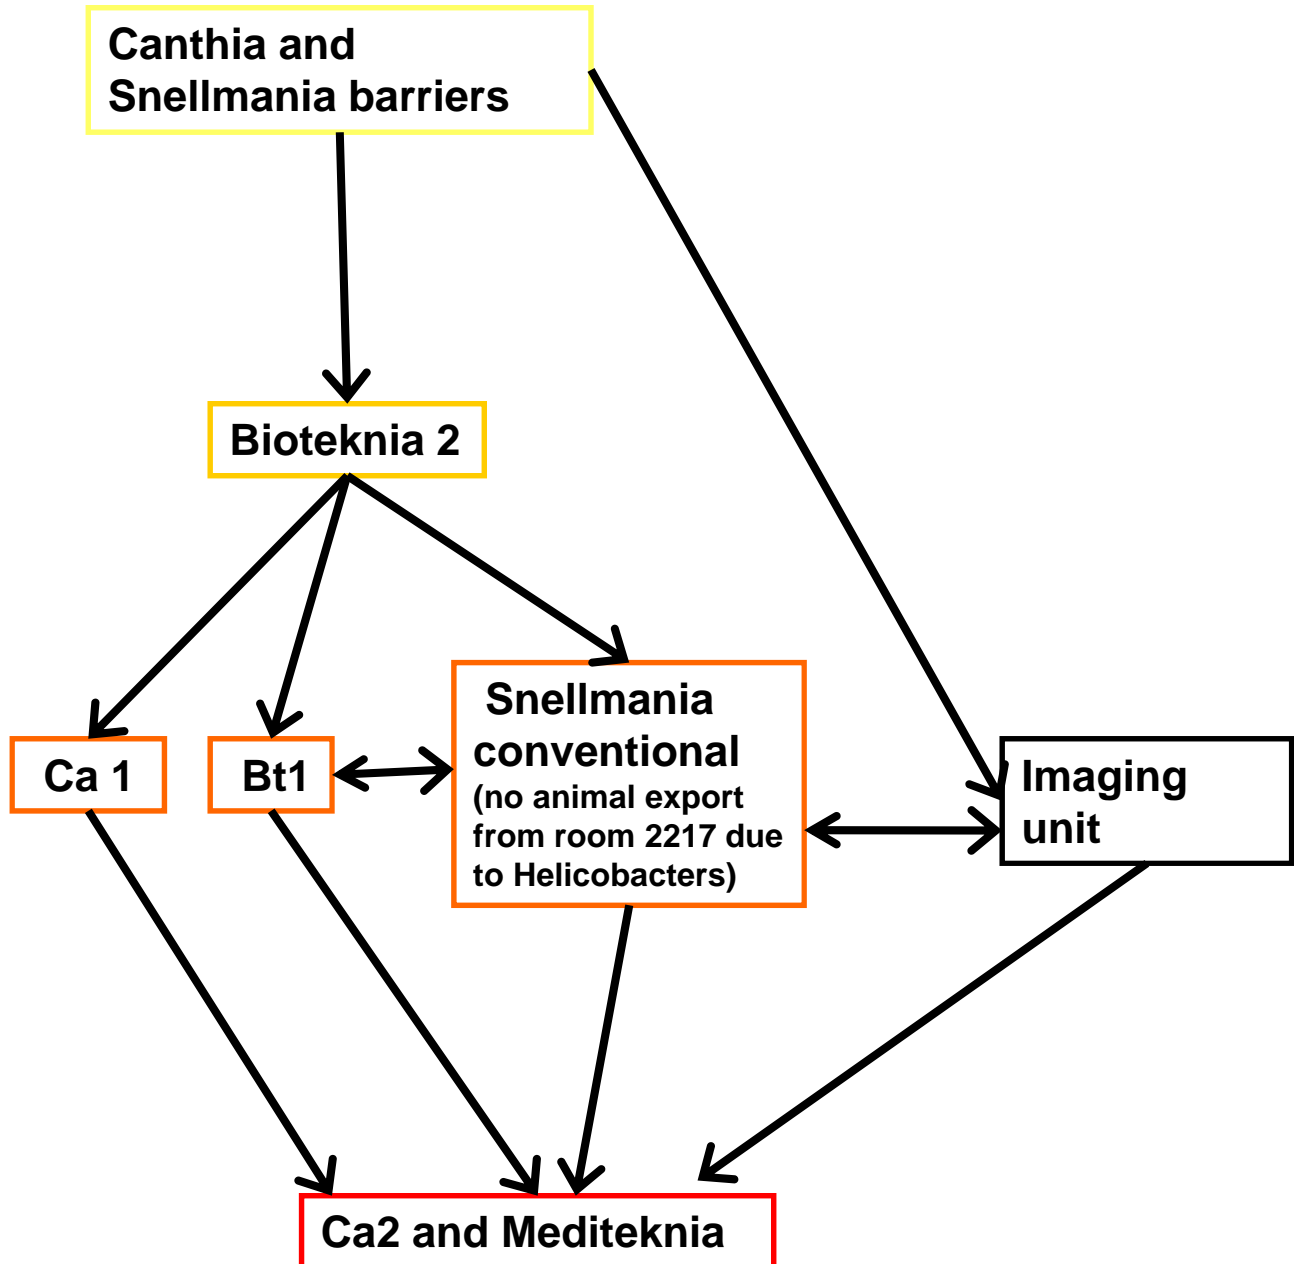 Canthia and
Snellmania barriers
Bioteknia 2
Ca 1
Bt1
Snellmania
conventional
(no animal export
from room 2217 due
to Helicobacters)
Imaging
unit
Ca2 and Mediteknia